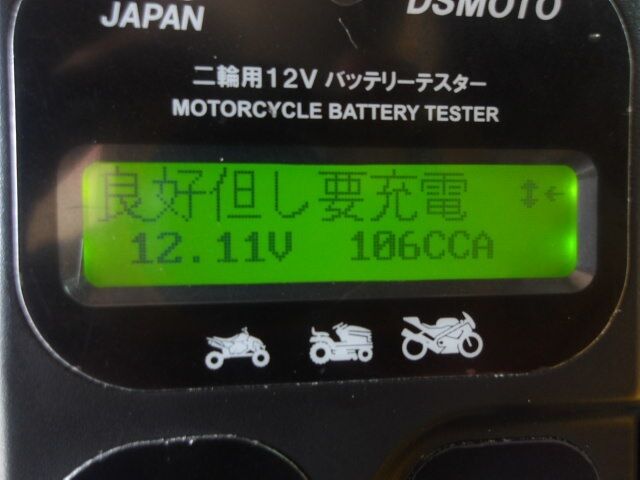 JAPAN
DSMOTO
二輪用12V バッテリーテスター
MOTORCYCLE BATTERY TESTER
良好但し要充電 ↕←
12.11V 106CCA